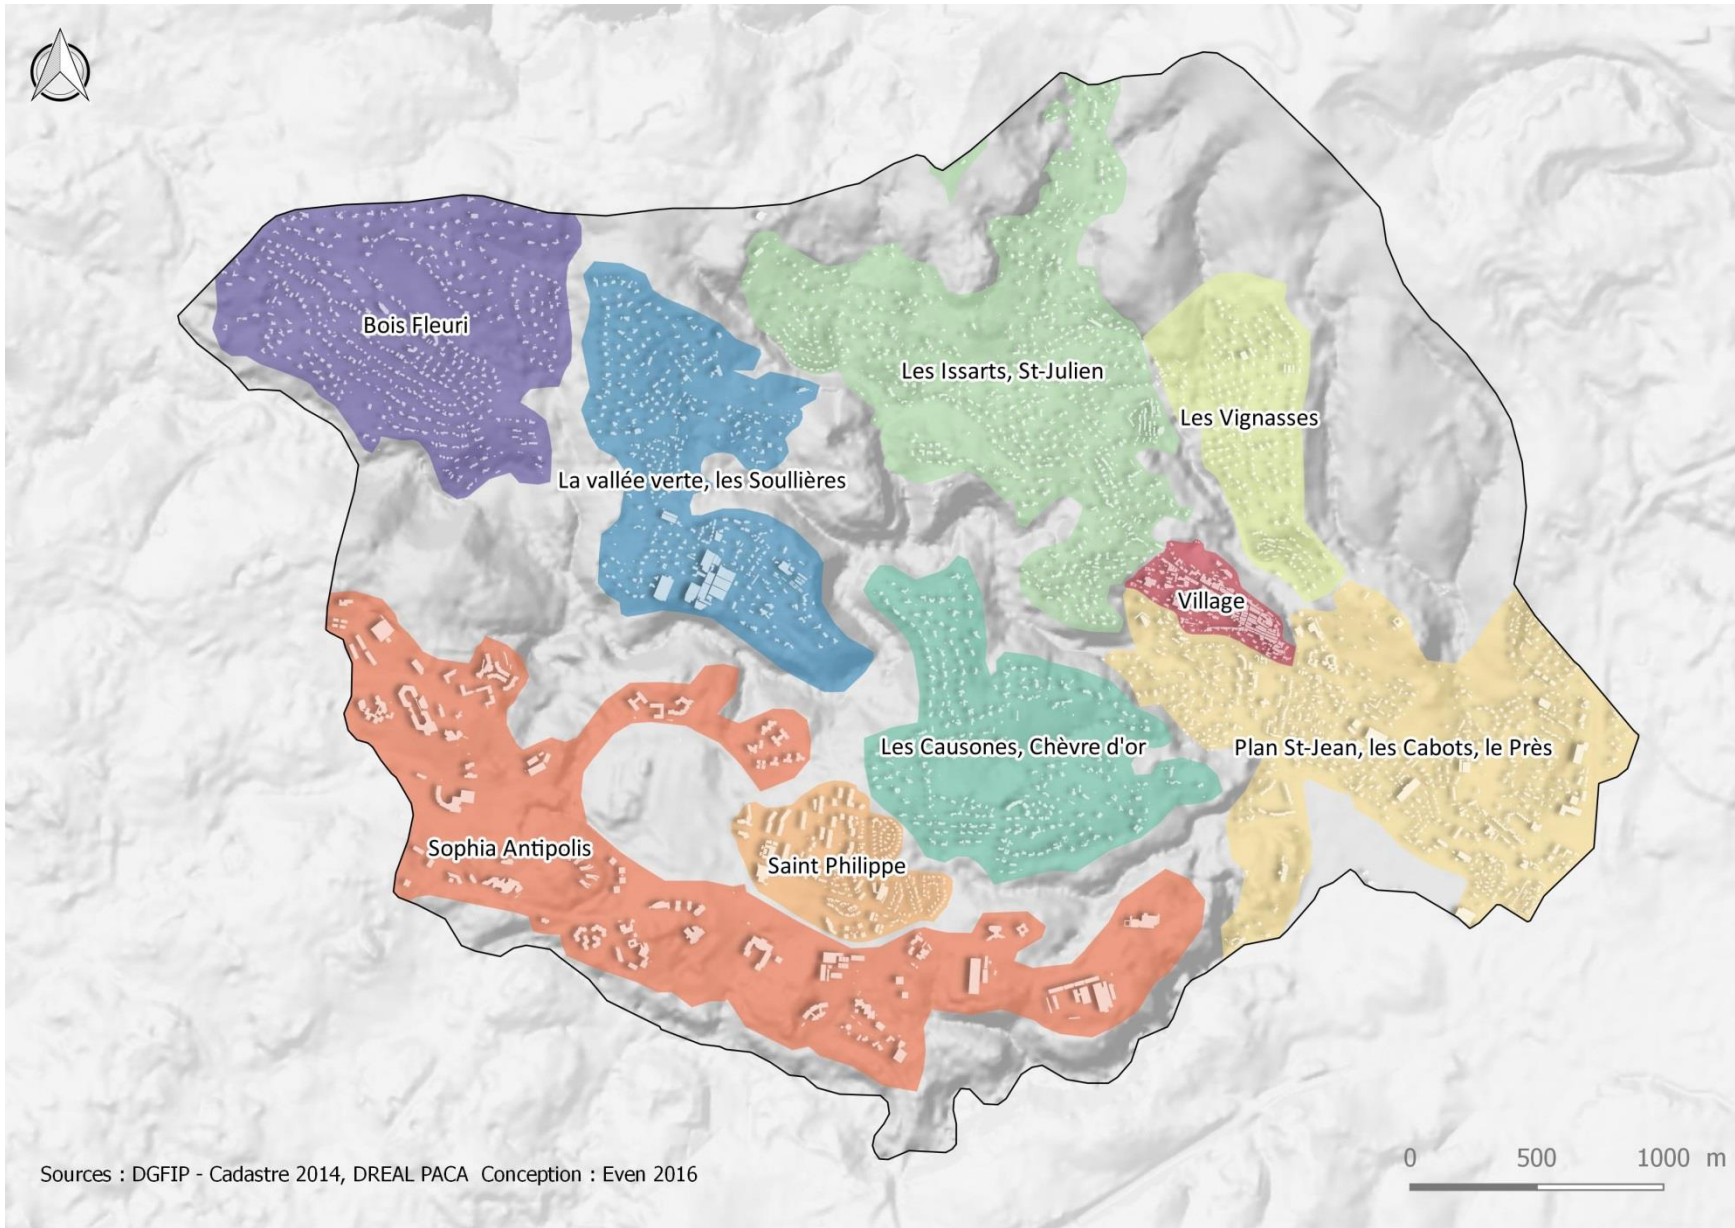 Bois Fleuri
Les Issarts, St-Julien
Les Vignasses
La vallée verte, les Soullières
Village
Les Causones, Chèvre d'or
Plan St-Jean, les Cabots, le Près
Sophia Antipolis
Saint Philippe
0 500 1000 m
Sources : DGFIP - Cadastre 2014, DREAL PACA Conception : Even 2016